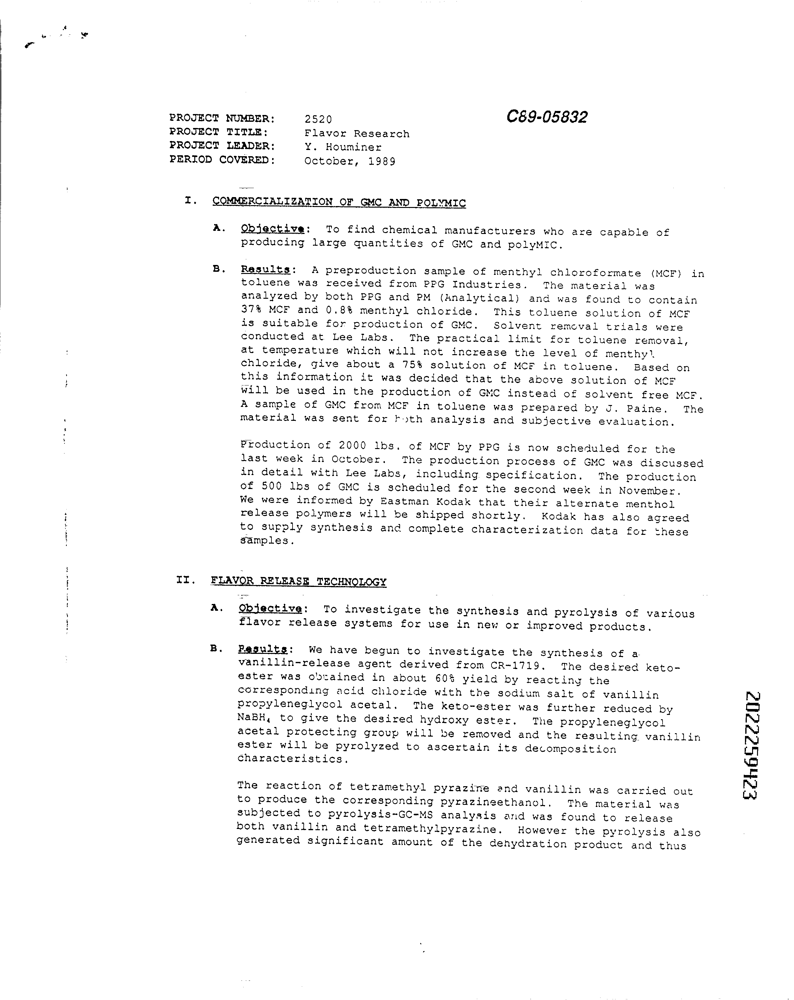 C89-05832
PROJECT NUMBER: 2520
PROJECT TITLE: Flavor Research
PROJECT LEADER: Y. Houminer
PERIOD COVERED: October, 1989
I. COMMERCIALIZATION OF GMC AND POLYMIC
A. Objective: To find chemical manufacturers who are capable of
producing large quantities of GMC and polyMIC.
B. Results: A preproduction sample of menthyl chloroformate (MCF) in
toluene was received from PPG Industries. The material was
analyzed by both PPG and PM (Analytical) and was found to contain
37% MCF and 0.8% menthyl chloride. This toluene solution of MCF
is suitable for production of GMC. Solvent removal trials were
conducted at Lee Labs. The practical limit for toluene removal,
at temperature which will not increase the level of menthyl
chloride, give about a 75% solution of MCF in toluene. Based on
this information it was decided that the above solution of MCF
will be used in the production of GMC instead of solvent free MCF.
A sample of GMC from MCF in toluene was prepared by J. Paine. The
material was sent for both analysis and subjective evaluation.
Production of 2000 lbs. of MCF by PPG is now scheduled for the
last week in October. The production process of GMC was discussed
in detail with Lee Labs, including specification. The production
of 500 lbs of GMC is scheduled for the second week in November.
We were informed by Eastman Kodak that their alternate menthol
release polymers will be shipped shortly. Kodak has also agreed
to supply synthesis and complete characterization data for these
samples.
II. FLAVOR RELEASE TECHNOLOGY
A. Objective: To investigate the synthesis and pyrolysis of various
flavor release systems for use in new or improved products.
B. Results: We have begun to investigate the synthesis of a
vanillin-release agent derived from CR-1719. The desired keto-
ester was obtained in about 60% yield by reacting the
corresponding acid chloride with the sodium salt of vanillin
propyleneglycol acetal. The keto-ester was further reduced by
NaBH₄ to give the desired hydroxy ester. The propyleneglycol
acetal protecting group will be removed and the resulting vanillin
ester will be pyrolyzed to ascertain its decomposition
characteristics.
The reaction of tetramethyl pyrazine and vanillin was carried out
to produce the corresponding pyrazineethanol. The material was
subjected to pyrolysis-GC-MS analysis and was found to release
both vanillin and tetramethylpyrazine. However the pyrolysis also
generated significant amount of the dehydration product and thus
2022259423